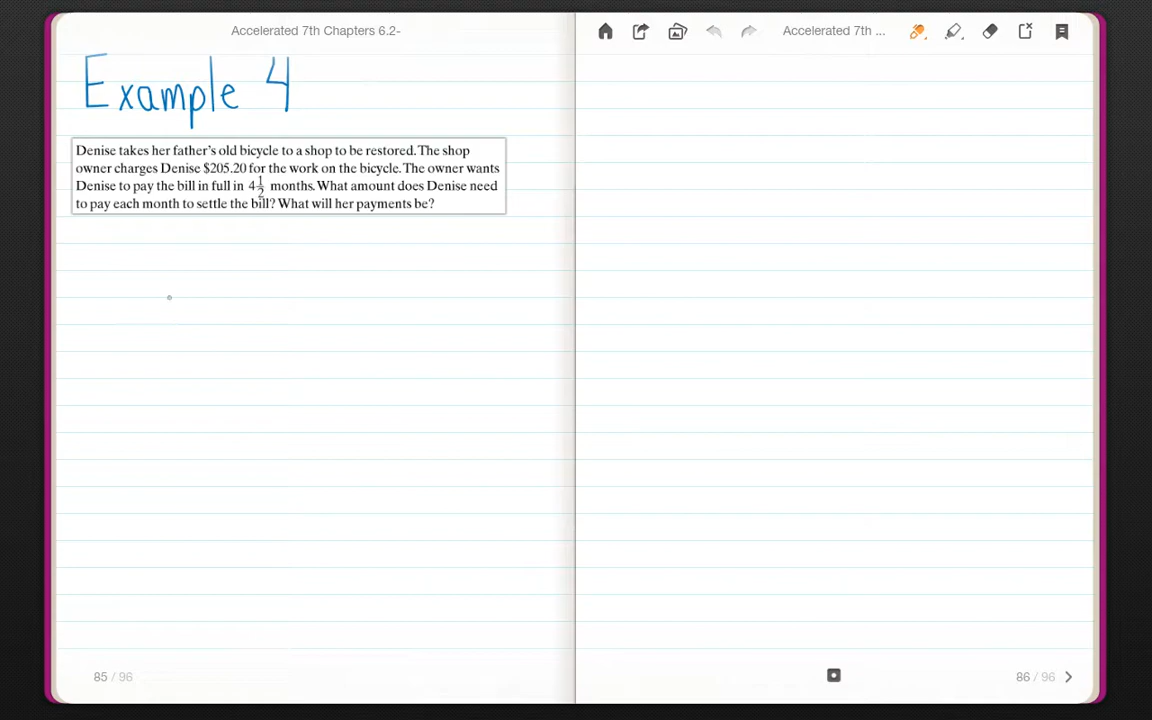 Accelerated 7th Chapters 6.2-
Accelerated 7th ...
Example 4
Denise takes her father's old bicycle to a shop to be restored. The shop
owner charges Denise $205.20 for the work on the bicycle. The owner wants
Denise to pay the bill in full in 4 1/2 months. What amount does Denise need
to pay each month to settle the bill? What will her payments be?
85 / 96
86 / 96